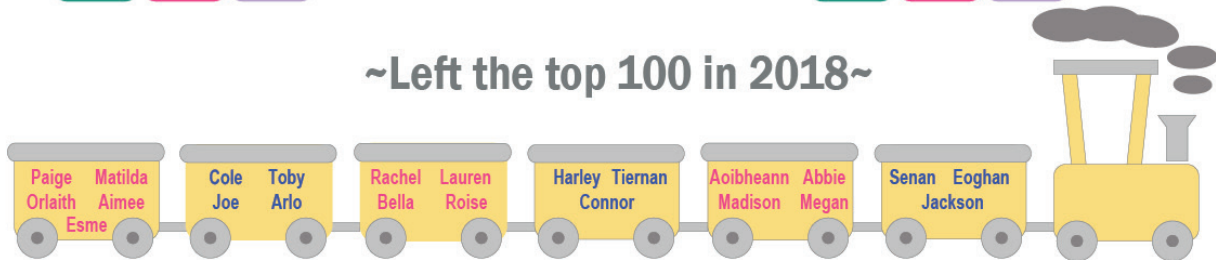 ~Left the top 100 in 2018~
Paige Matilda
Orlaith Aimee
Esme
Cole Toby
Joe Arlo
Rachel Lauren
Bella Roise
Harley Tiernan
Connor
Aoibheann Abbie
Madison Megan
Senan Eoghan
Jackson